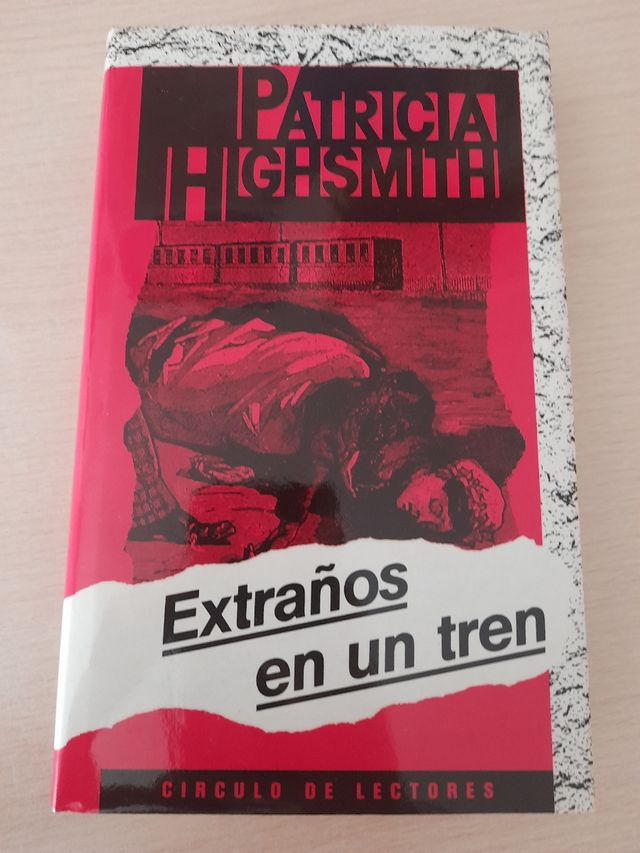 PATRICIA
HIGHSMITH
Extraños
en un tren
CIRCULO DE LECTORES